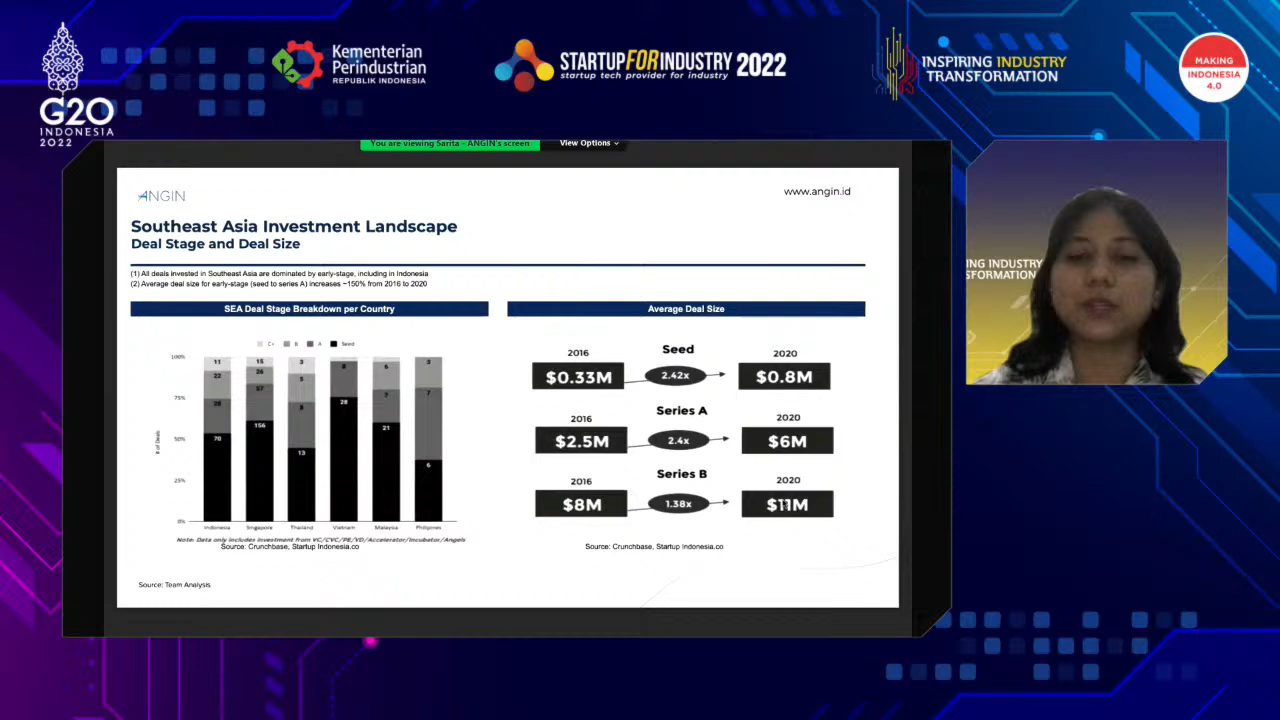 G20
INDONESIA
2022
Kementerian
Perindustrian
REPUBLIK INDONESIA
STARTUP FOR INDUSTRY 2022
startup tech provider for industry
INSPIRING INDUSTRY
TRANSFORMATION
MAKING
INDONESIA
4.0
You are viewing Sarita - ANGIN's screen
View Options
ANGIN
www.angin.id
Southeast Asia Investment Landscape
Deal Stage and Deal Size
(1) All deals invested in Southeast Asia are dominated by early-stage, including in Indonesia
(2) Average deal size for early-stage (seed to series A) increases ~150% from 2016 to 2020
SEA Deal Stage Breakdown per Country
C+ B A Seed
100%
75%
50%
25%
0%
# of Deals
11 15 3 8 6 3
22 26 5 7 7
28 57 8
70 156 13 28 21 6
Indonesia Singapore Thailand Vietnam Malaysia Philipines
Note: Data only includes investment from VC/CVC/PE/VD/Accelerator/Incubator/Angels
Source: Crunchbase, Startup Indonesia.co
Average Deal Size
Seed
2016 2020
$0.33M 2.42x $0.8M
Series A
2016 2020
$2.5M 2.4x $6M
Series B
2016 2020
$8M 1.38x $11M
Source: Crunchbase, Startup Indonesia.co
Source: Team Analysis
NG INDUSTRY
SFORMATION